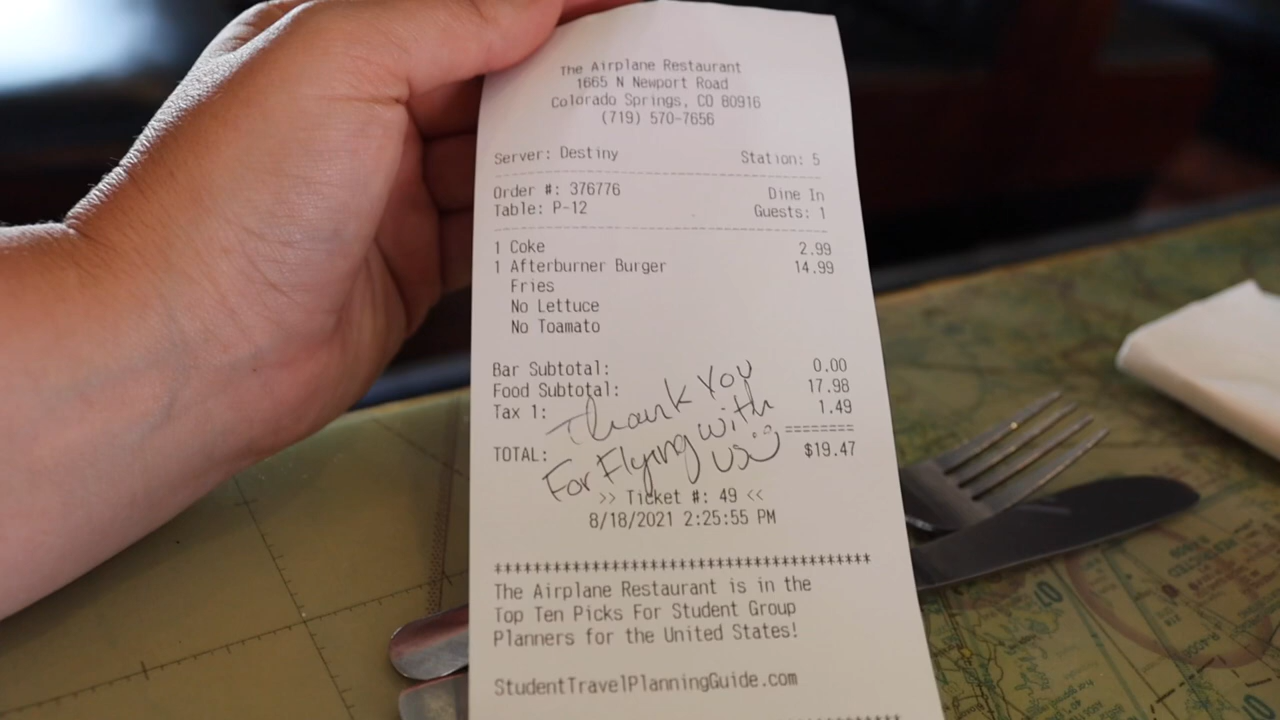 The Airplane Restaurant
1665 N Newport Road
Colorado Springs, CO 80916
(719) 570-7656
Server: Destiny Station: 5
Order #: 376776 Dine In
Table: P-12 Guests: 1
1 Coke 2.99
1 Afterburner Burger 14.99
Fries
No Lettuce
No Toamato
Bar Subtotal: 0.00
Food Subtotal: 17.98
Tax 1: 1.49
========
TOTAL: $19.47
Thank You
For Flying with
us
>> Ticket #: 49 <<
8/18/2021 2:25:55 PM
****************************************
The Airplane Restaurant is in the
Top Ten Picks For Student Group
Planners for the United States!
StudentTravelPlanningGuide.com